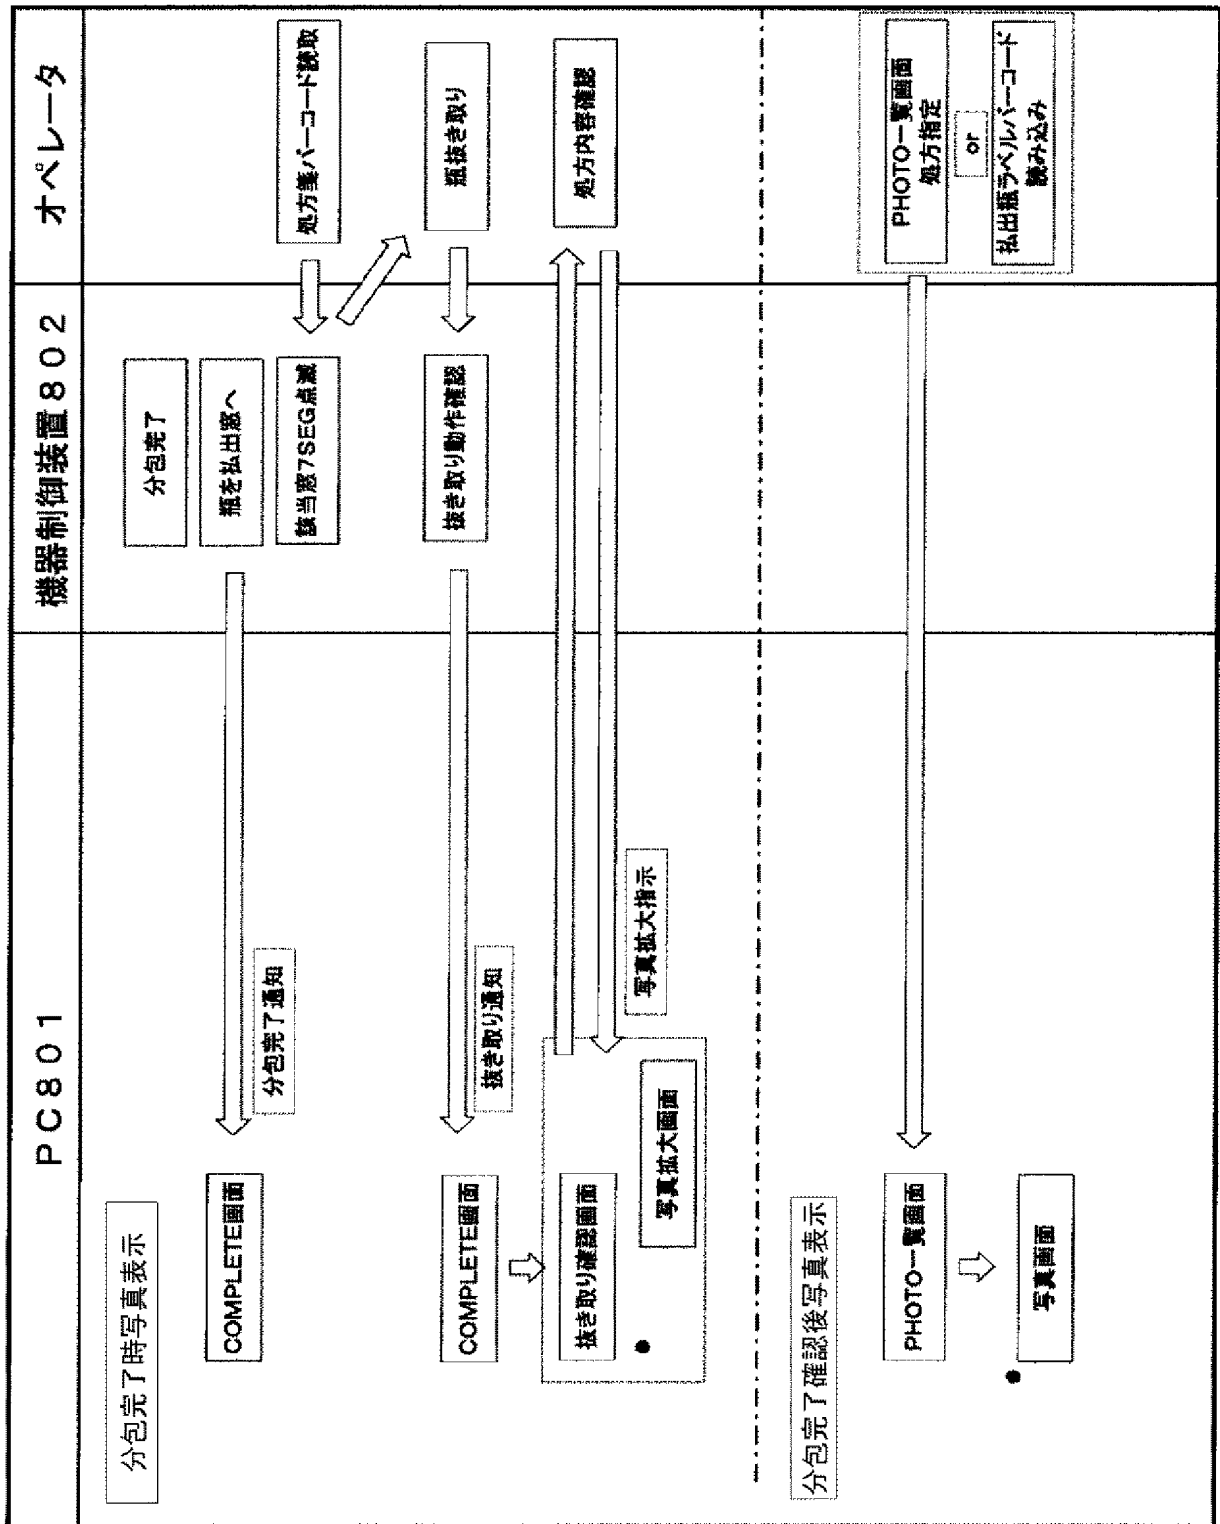 PC801
機器制御装置802
オペレータ
分包完了時写真表示
分包完了
COMPLETE画面
分包完了通知
瓶を払出窓へ
該当窓7SEG点滅
処方箋バーコード読取
COMPLETE画面
抜き取り通知
抜き取り動作確認
瓶抜き取り
抜き取り確認画面
写真拡大画面
写真拡大指示
処方内容確認
分包完了確認後写真表示
PHOTO一覧画面
PHOTO一覧画面
処方指定
or
払出瓶ラベルバーコード
読み込み
写真画面